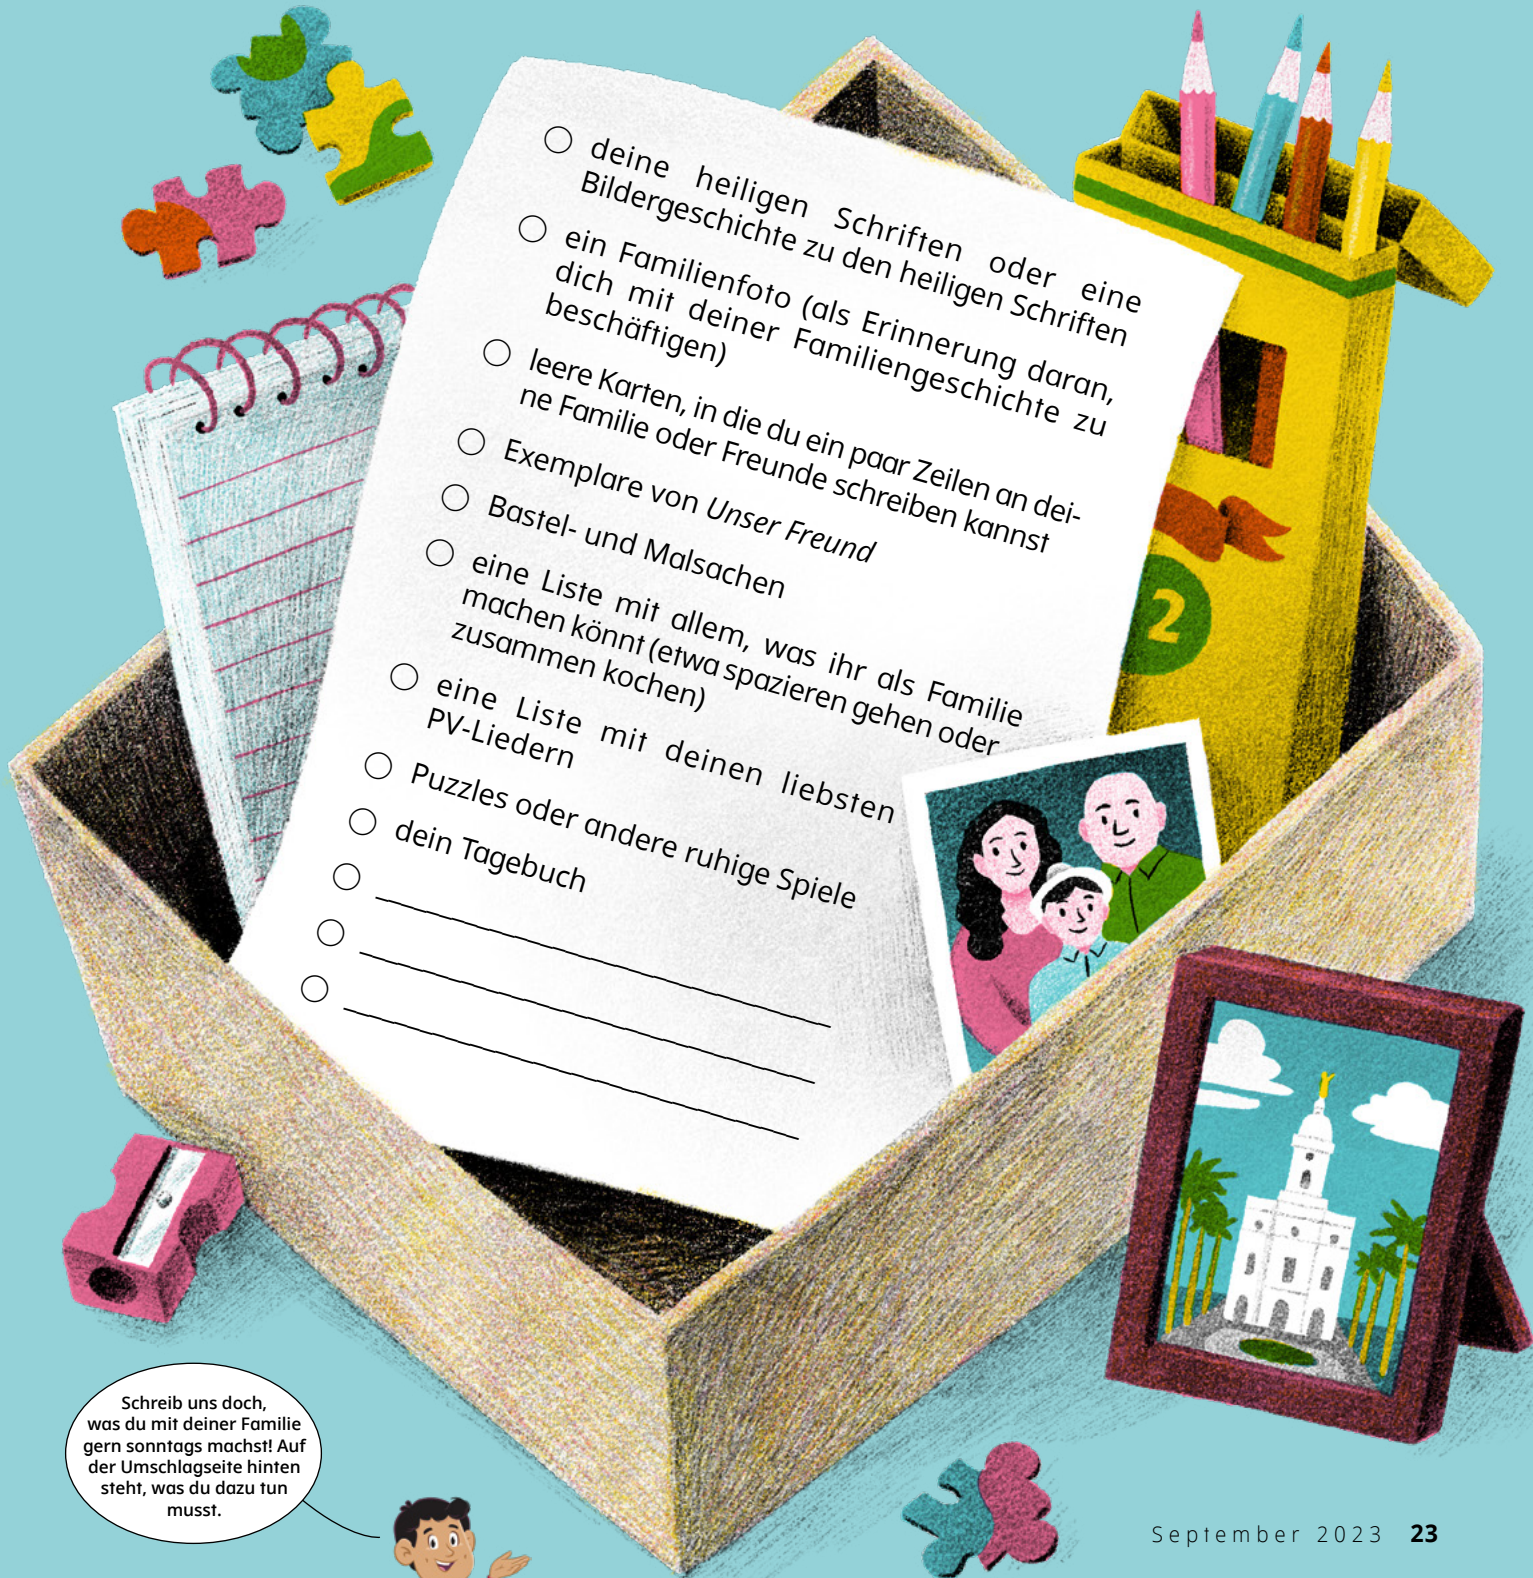 deine heiligen Schriften oder eine
Bildergeschichte zu den heiligen Schriften
ein Familienfoto (als Erinnerung daran,
dich mit deiner Familiengeschichte zu
beschäftigen)
leere Karten, in die du ein paar Zeilen an dei-
ne Familie oder Freunde schreiben kannst
Exemplare von Unser Freund
Bastel- und Malsachen
eine Liste mit allem, was ihr als Familie
machen könnt (etwa spazieren gehen oder
zusammen kochen)
eine Liste mit deinen liebsten
PV-Liedern
Puzzles oder andere ruhige Spiele
dein Tagebuch
2
Schreib uns doch,
was du mit deiner Familie
gern sonntags machst! Auf
der Umschlagseite hinten
steht, was du dazu tun
musst.
September 2023 23